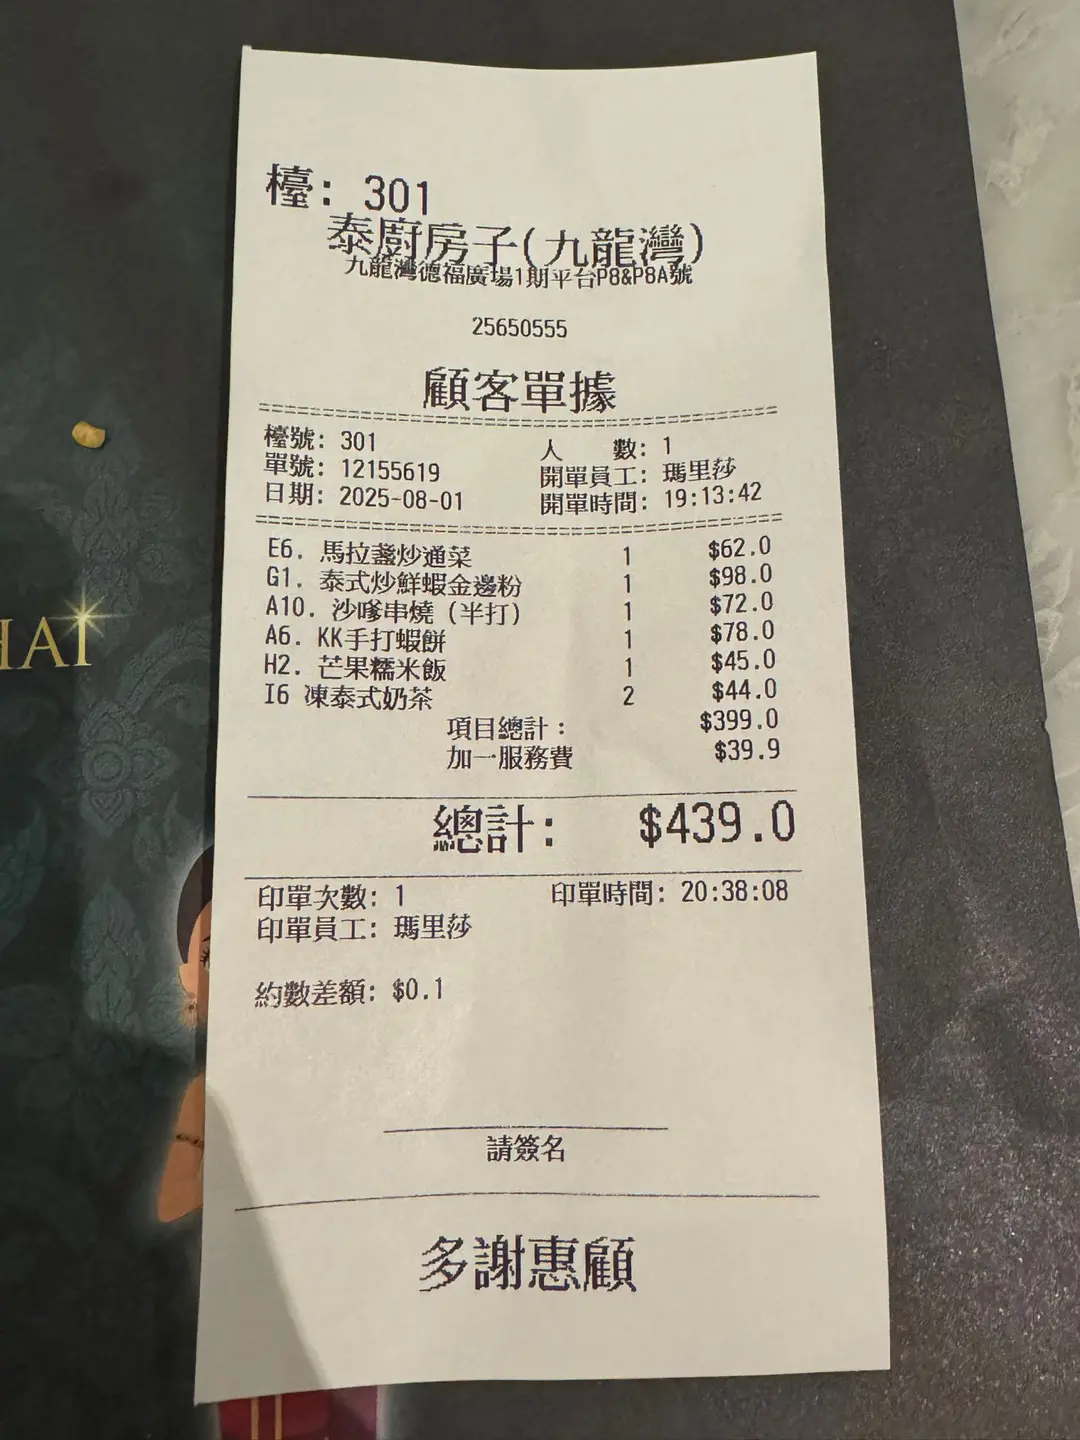 檯: 301
泰廚房子(九龍灣)
九龍灣德福廣場1期平台P8&P8A號
25650555
顧客單據
檯號: 301 人 數: 1
單號: 12155619 開單員工: 瑪里莎
日期: 2025-08-01 開單時間: 19:13:42
E6. 馬拉盞炒通菜 1 $62.0
G1. 泰式炒鮮蝦金邊粉 1 $98.0
A10. 沙嗲串燒 (半打) 1 $72.0
A6. KK手打蝦餅 1 $78.0
H2. 芒果糯米飯 1 $45.0
I6 凍泰式奶茶 2 $44.0
項目總計: $399.0
加一服務費 $39.9
總計: $439.0
印單次數: 1 印單時間: 20:38:08
印單員工: 瑪里莎
約數差額: $0.1
請簽名
多謝惠顧
HAI